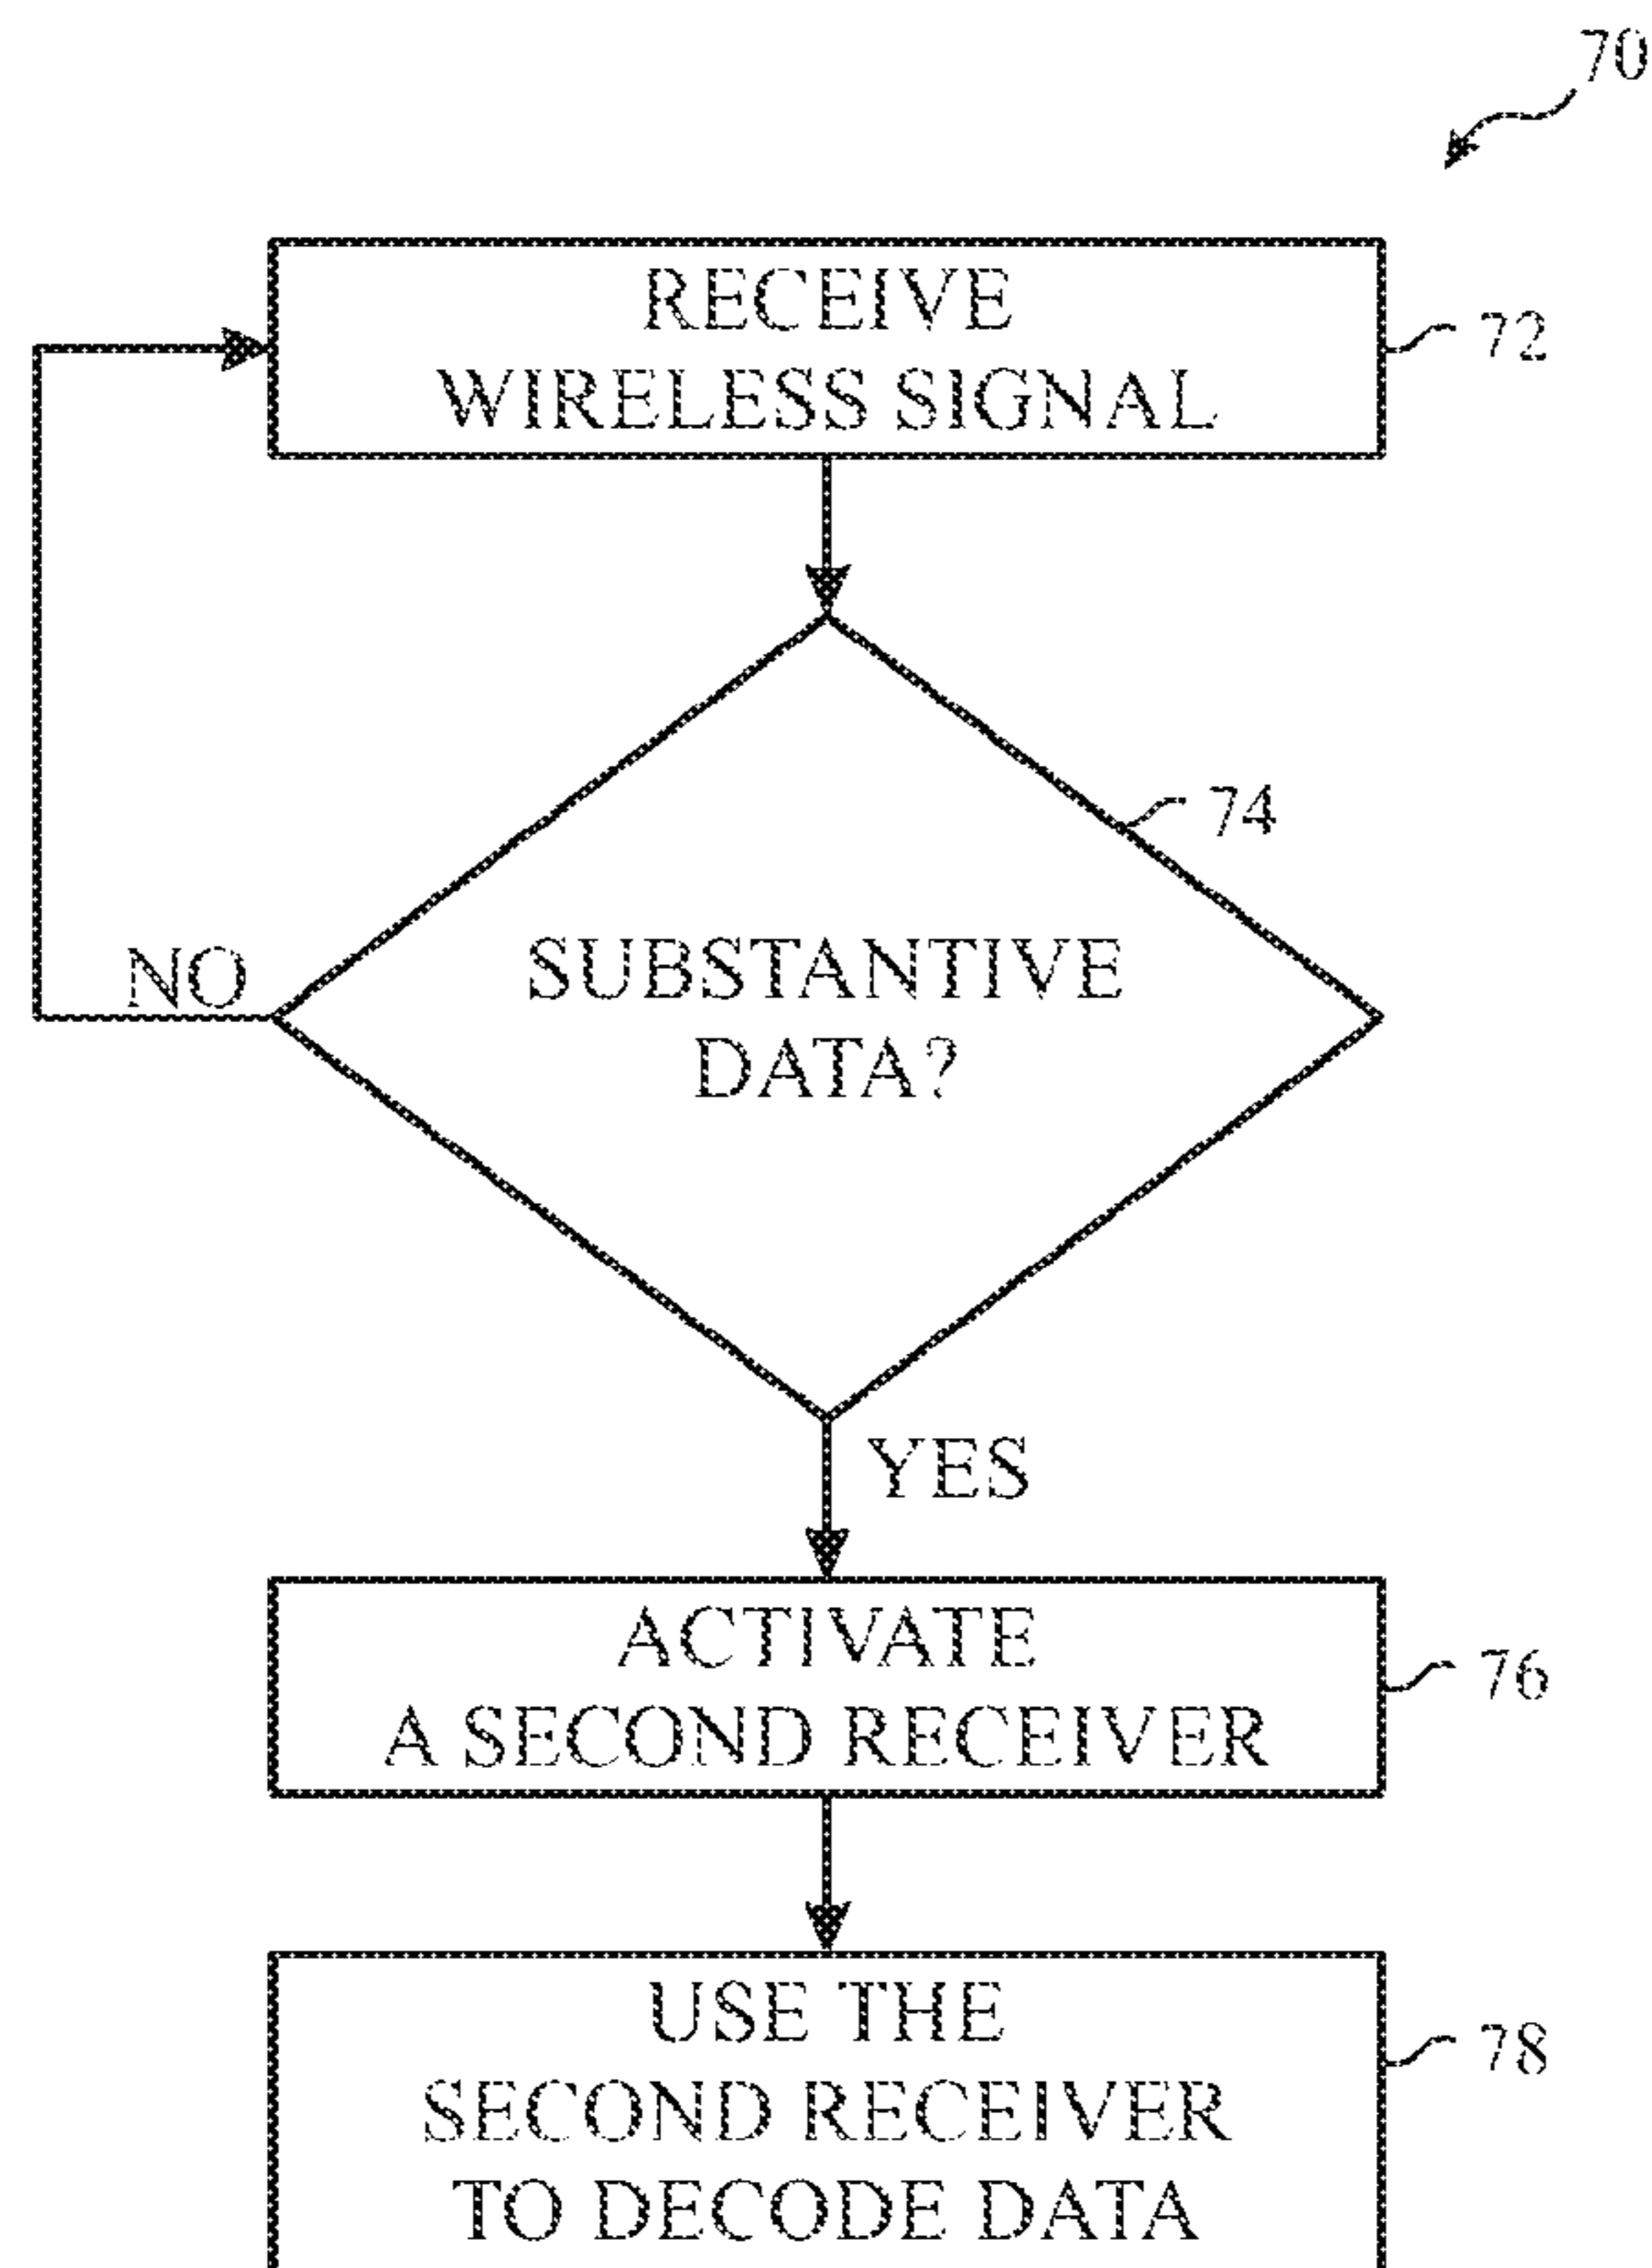 70
RECEIVE
WIRELESS SIGNAL
72
74
SUBSTANTIVE
DATA?
NO
YES
ACTIVATE
A SECOND RECEIVER
76
USE THE
SECOND RECEIVER
TO DECODE DATA
78